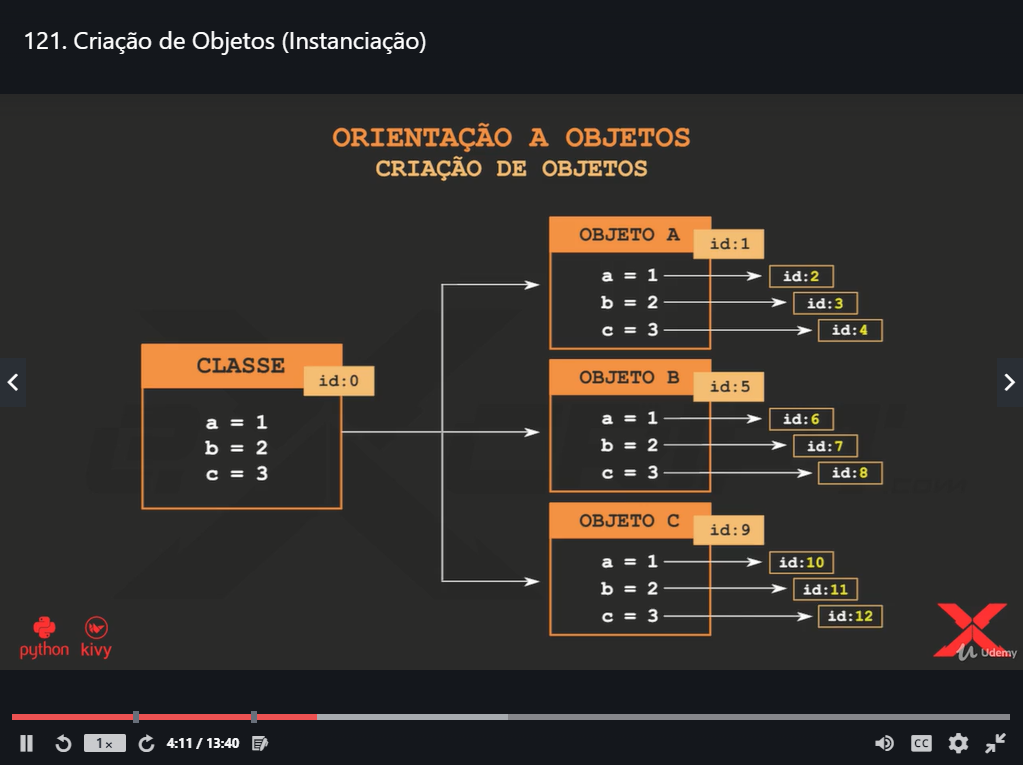 121. Criação de Objetos (Instanciação)
ORIENTAÇÃO A OBJETOS
CRIAÇÃO DE OBJETOS
CLASSE
id:0
a = 1
b = 2
c = 3
OBJETO A
id:1
a = 1
id:2
b = 2
id:3
c = 3
id:4
OBJETO B
id:5
a = 1
id:6
b = 2
id:7
c = 3
id:8
OBJETO C
id:9
a = 1
id:10
b = 2
id:11
c = 3
id:12
python
kivy
Udemy
1x
4:11 / 13:40
CC